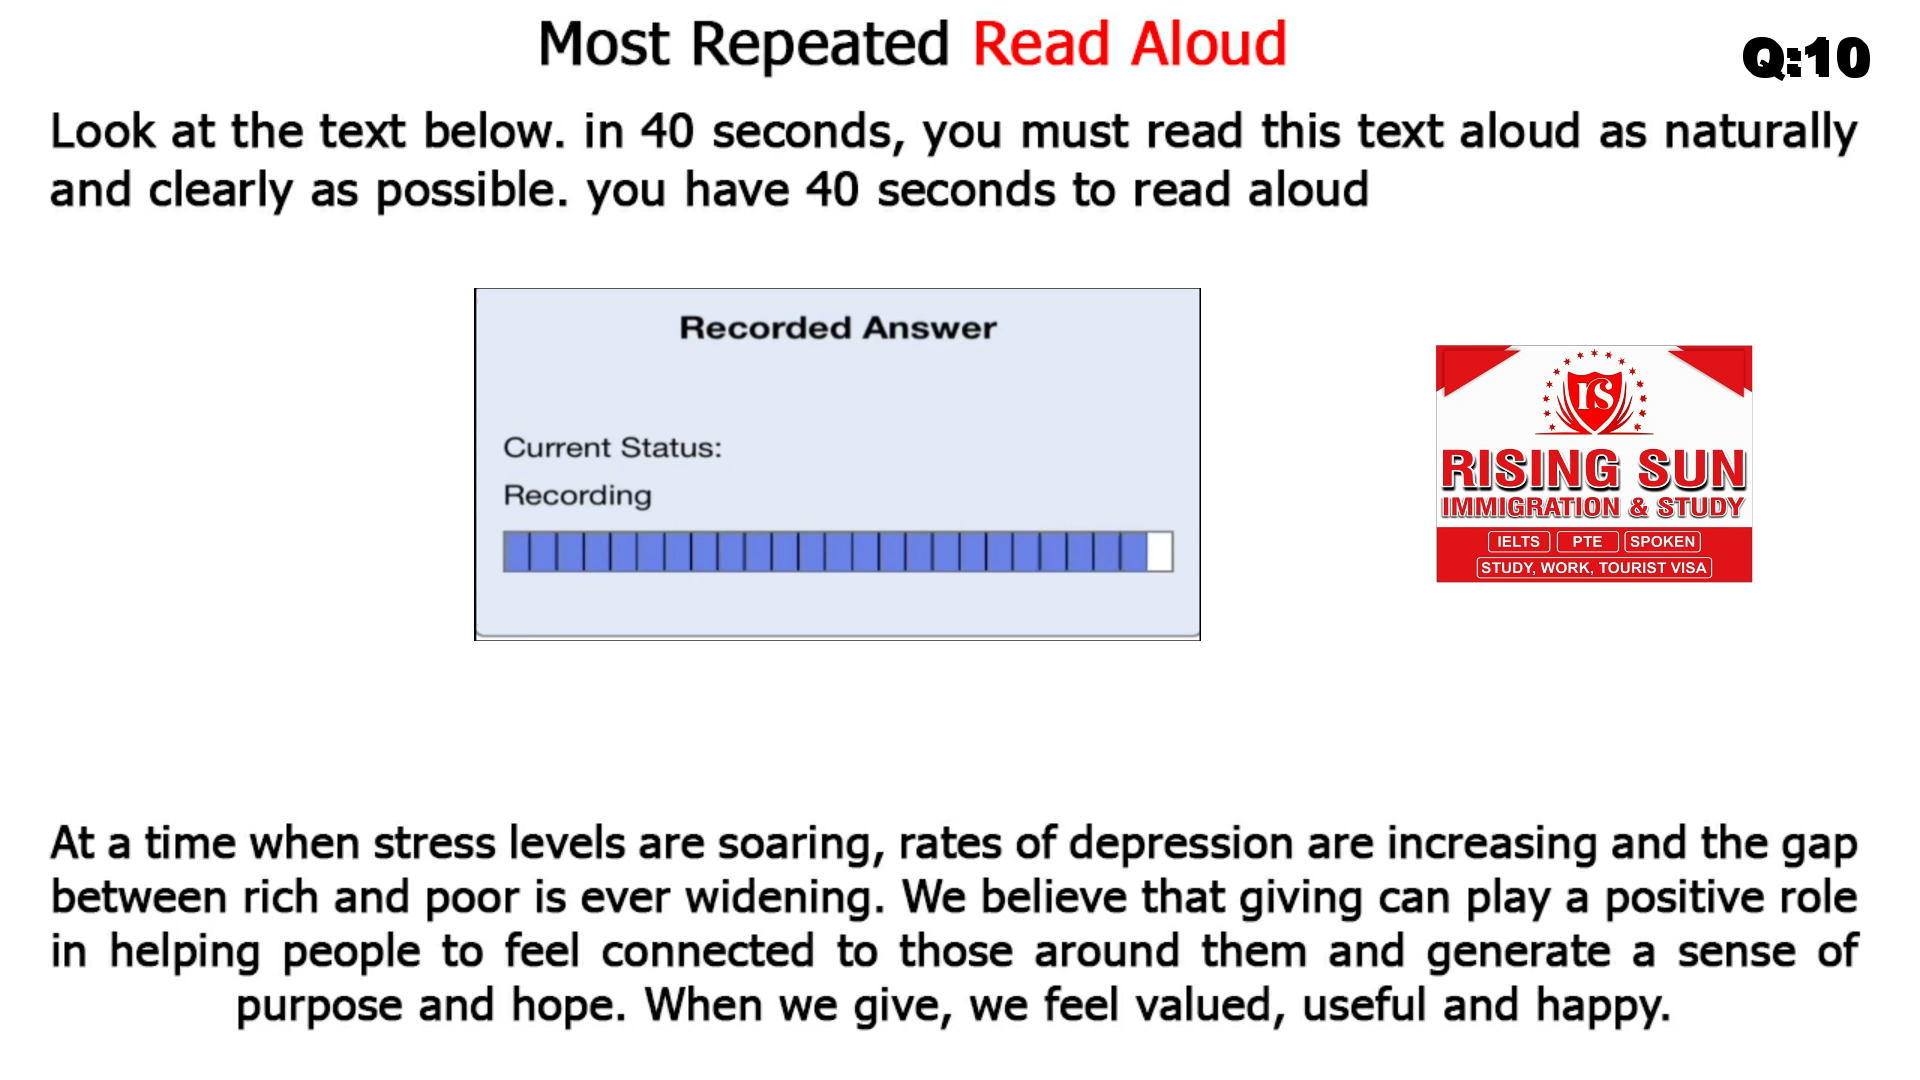 Most Repeated Read Aloud
Q:10
Look at the text below. in 40 seconds, you must read this text aloud as naturally
and clearly as possible. you have 40 seconds to read aloud
Recorded Answer
Current Status:
Recording
rs
RISING SUN
IMMIGRATION & STUDY
IELTS PTE SPOKEN
STUDY, WORK, TOURIST VISA
At a time when stress levels are soaring, rates of depression are increasing and the gap
between rich and poor is ever widening. We believe that giving can play a positive role
in helping people to feel connected to those around them and generate a sense of
purpose and hope. When we give, we feel valued, useful and happy.